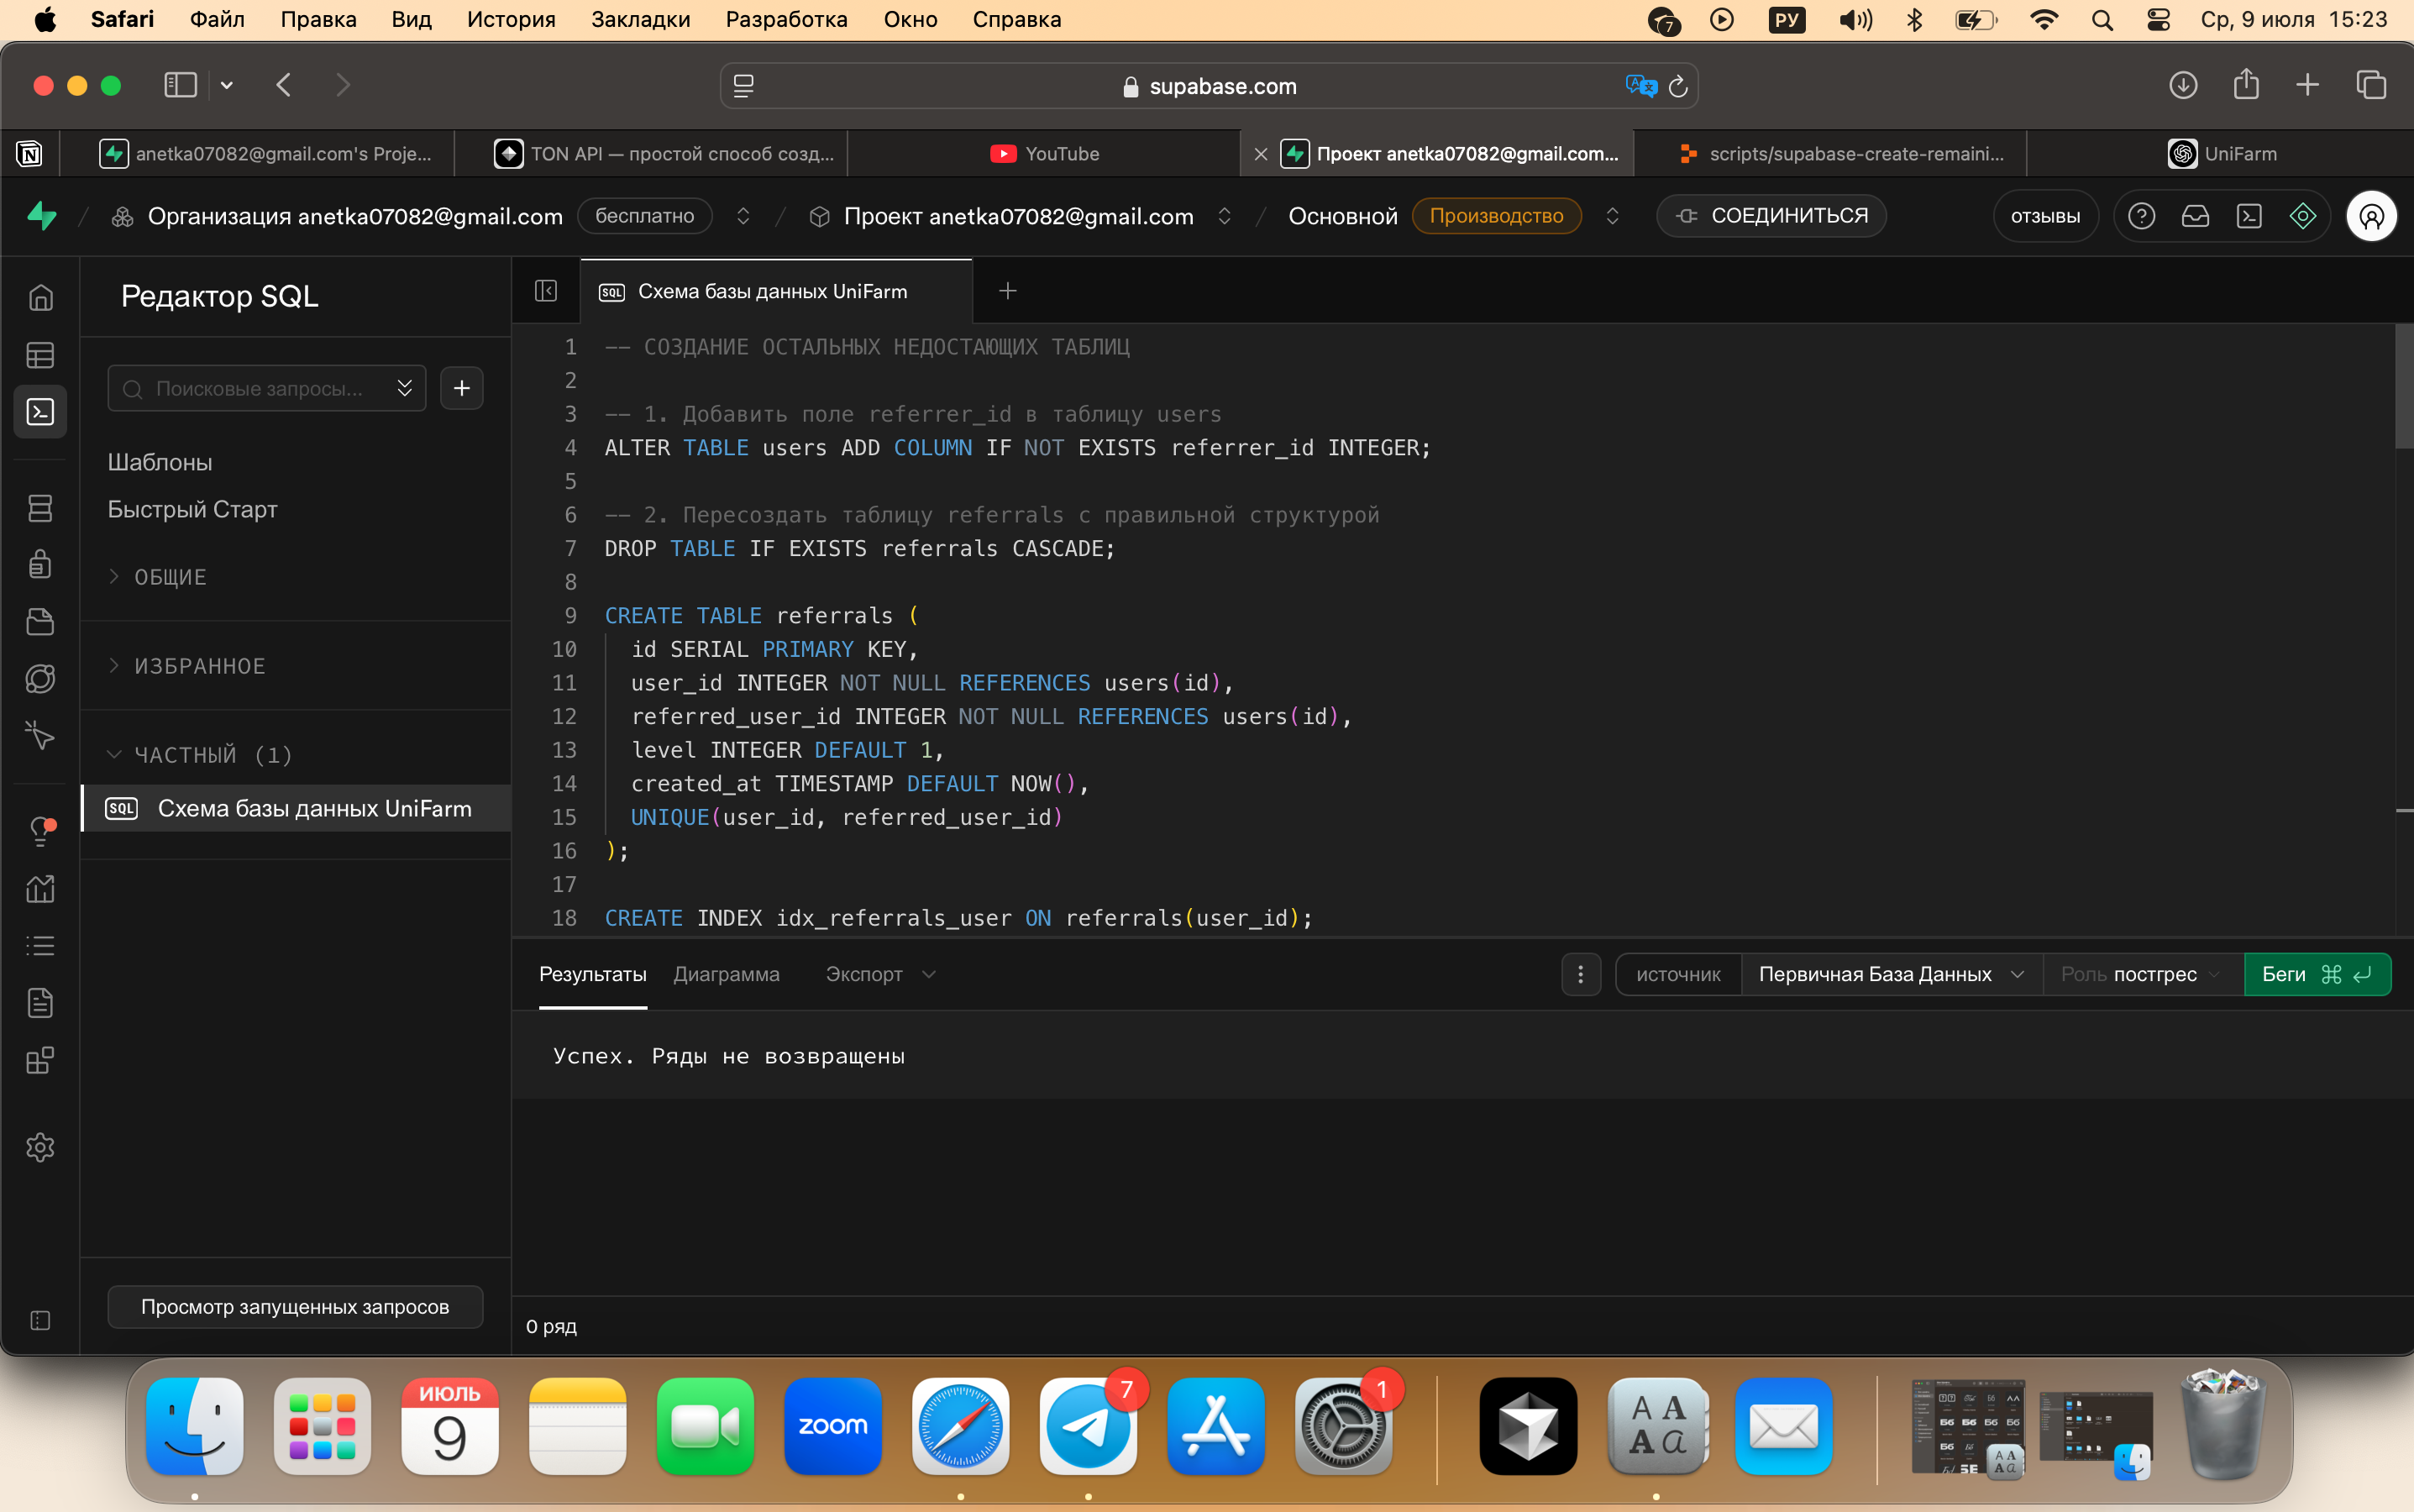 Safari Файл Правка Вид История Закладки Разработка Окно Справка
7 РУ Ср, 9 июля 15:23
supabase.com
anetka07082@gmail.com's Proje... TON API — простой способ созд... YouTube Проект anetka07082@gmail.com... scripts/supabase-create-remaini... UniFarm
Организация anetka07082@gmail.com бесплатно / Проект anetka07082@gmail.com / Основной Производство СОЕДИНИТЬСЯ отзывы
Редактор SQL
SQL Схема базы данных UniFarm
Поисковые запросы...
Шаблоны
Быстрый Старт
ОБЩИЕ
ИЗБРАННОЕ
ЧАСТНЫЙ (1)
SQL Схема базы данных UniFarm
Просмотр запущенных запросов
1 -- СОЗДАНИЕ ОСТАЛЬНЫХ НЕДОСТАЮЩИХ ТАБЛИЦ
2
3 -- 1. Добавить поле referrer_id в таблицу users
4 ALTER TABLE users ADD COLUMN IF NOT EXISTS referrer_id INTEGER;
5
6 -- 2. Пересоздать таблицу referrals с правильной структурой
7 DROP TABLE IF EXISTS referrals CASCADE;
8
9 CREATE TABLE referrals (
10 id SERIAL PRIMARY KEY,
11 user_id INTEGER NOT NULL REFERENCES users(id),
12 referred_user_id INTEGER NOT NULL REFERENCES users(id),
13 level INTEGER DEFAULT 1,
14 created_at TIMESTAMP DEFAULT NOW(),
15 UNIQUE(user_id, referred_user_id)
16 );
17
18 CREATE INDEX idx_referrals_user ON referrals(user_id);
Результаты Диаграмма Экспорт источник Первичная База Данных Роль постгрес Беги ⌘
Успех. Ряды не возвращены
0 ряд
ИЮЛЬ
9
zoom
7
1